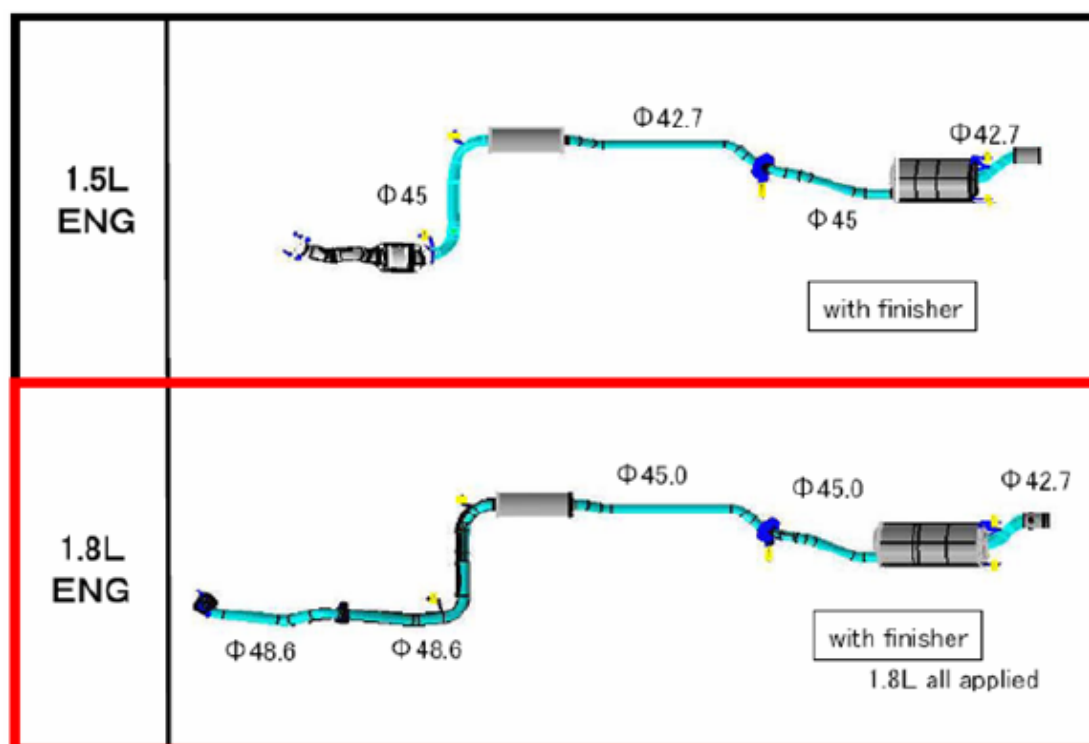 1.5L
ENG
Φ45
Φ42.7
Φ45
Φ42.7
with finisher
1.8L
ENG
Φ48.6
Φ48.6
Φ45.0
Φ45.0
Φ42.7
with finisher
1.8L all applied